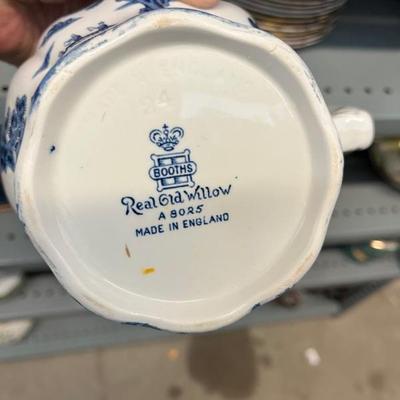 BOOTHS
Real Old Willow
A 8025
MADE IN ENGLAND